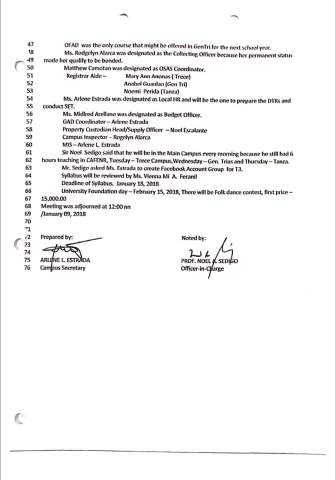 47 OFAD was the only course that might be offered in GenTri for the next school year.
48 Ms. Rodgelyn Alarca was designated as the Collecting Officer because her permanent status
49 made her qualify to be bonded.
50 Matthew Camotan was designated as OSAS Coordinator.
51 Registrar Aide – Mary Ann Anonas ( Trece)
52 Anabel Guanlao (Gen Tri)
53 Noemi Perida (Tanza)
54 Ms. Arlene Estrada was designated as Local HR and will be the one to prepare the DTRs and
55 conduct SET.
56 Ms. Midred Arellano was designated as Budget Officer.
57 GAD Coordinator – Arlene Estrada
58 Property Custodian Head/Supply Officer – Noel Escalante
59 Campus Inspector – Rogelyn Alarca
60 MIS – Arlene L. Estrada
61 Sir Noel Sedigo said that he will be in the Main Campus every morning because he still had 6
62 hours teaching in CAFENR, Tuesday – Trece Campus,Wednesday – Gen. Trias and Thursday – Tanza.
63 Mr. Sedigo asked Ms. Estrada to create Facebook Account Group for T3.
64 Syllabus will be reviewed by Ms. Vienna Mi A. Feranil
65 Deadline of Syllabus. January 18, 2018
66 University Foundation day – February 15, 2018, There will be Folk dance contest, first price –
67 15,000.00
68 Meeting was adjourned at 12:00 nn
69 /January 09, 2018
70
71
72 Prepared by: Noted by:
73
74
75 ARLENE L. ESTRADA PROF. NOEL A. SEDIGO
76 Campus Secretary Officer-in-Charge